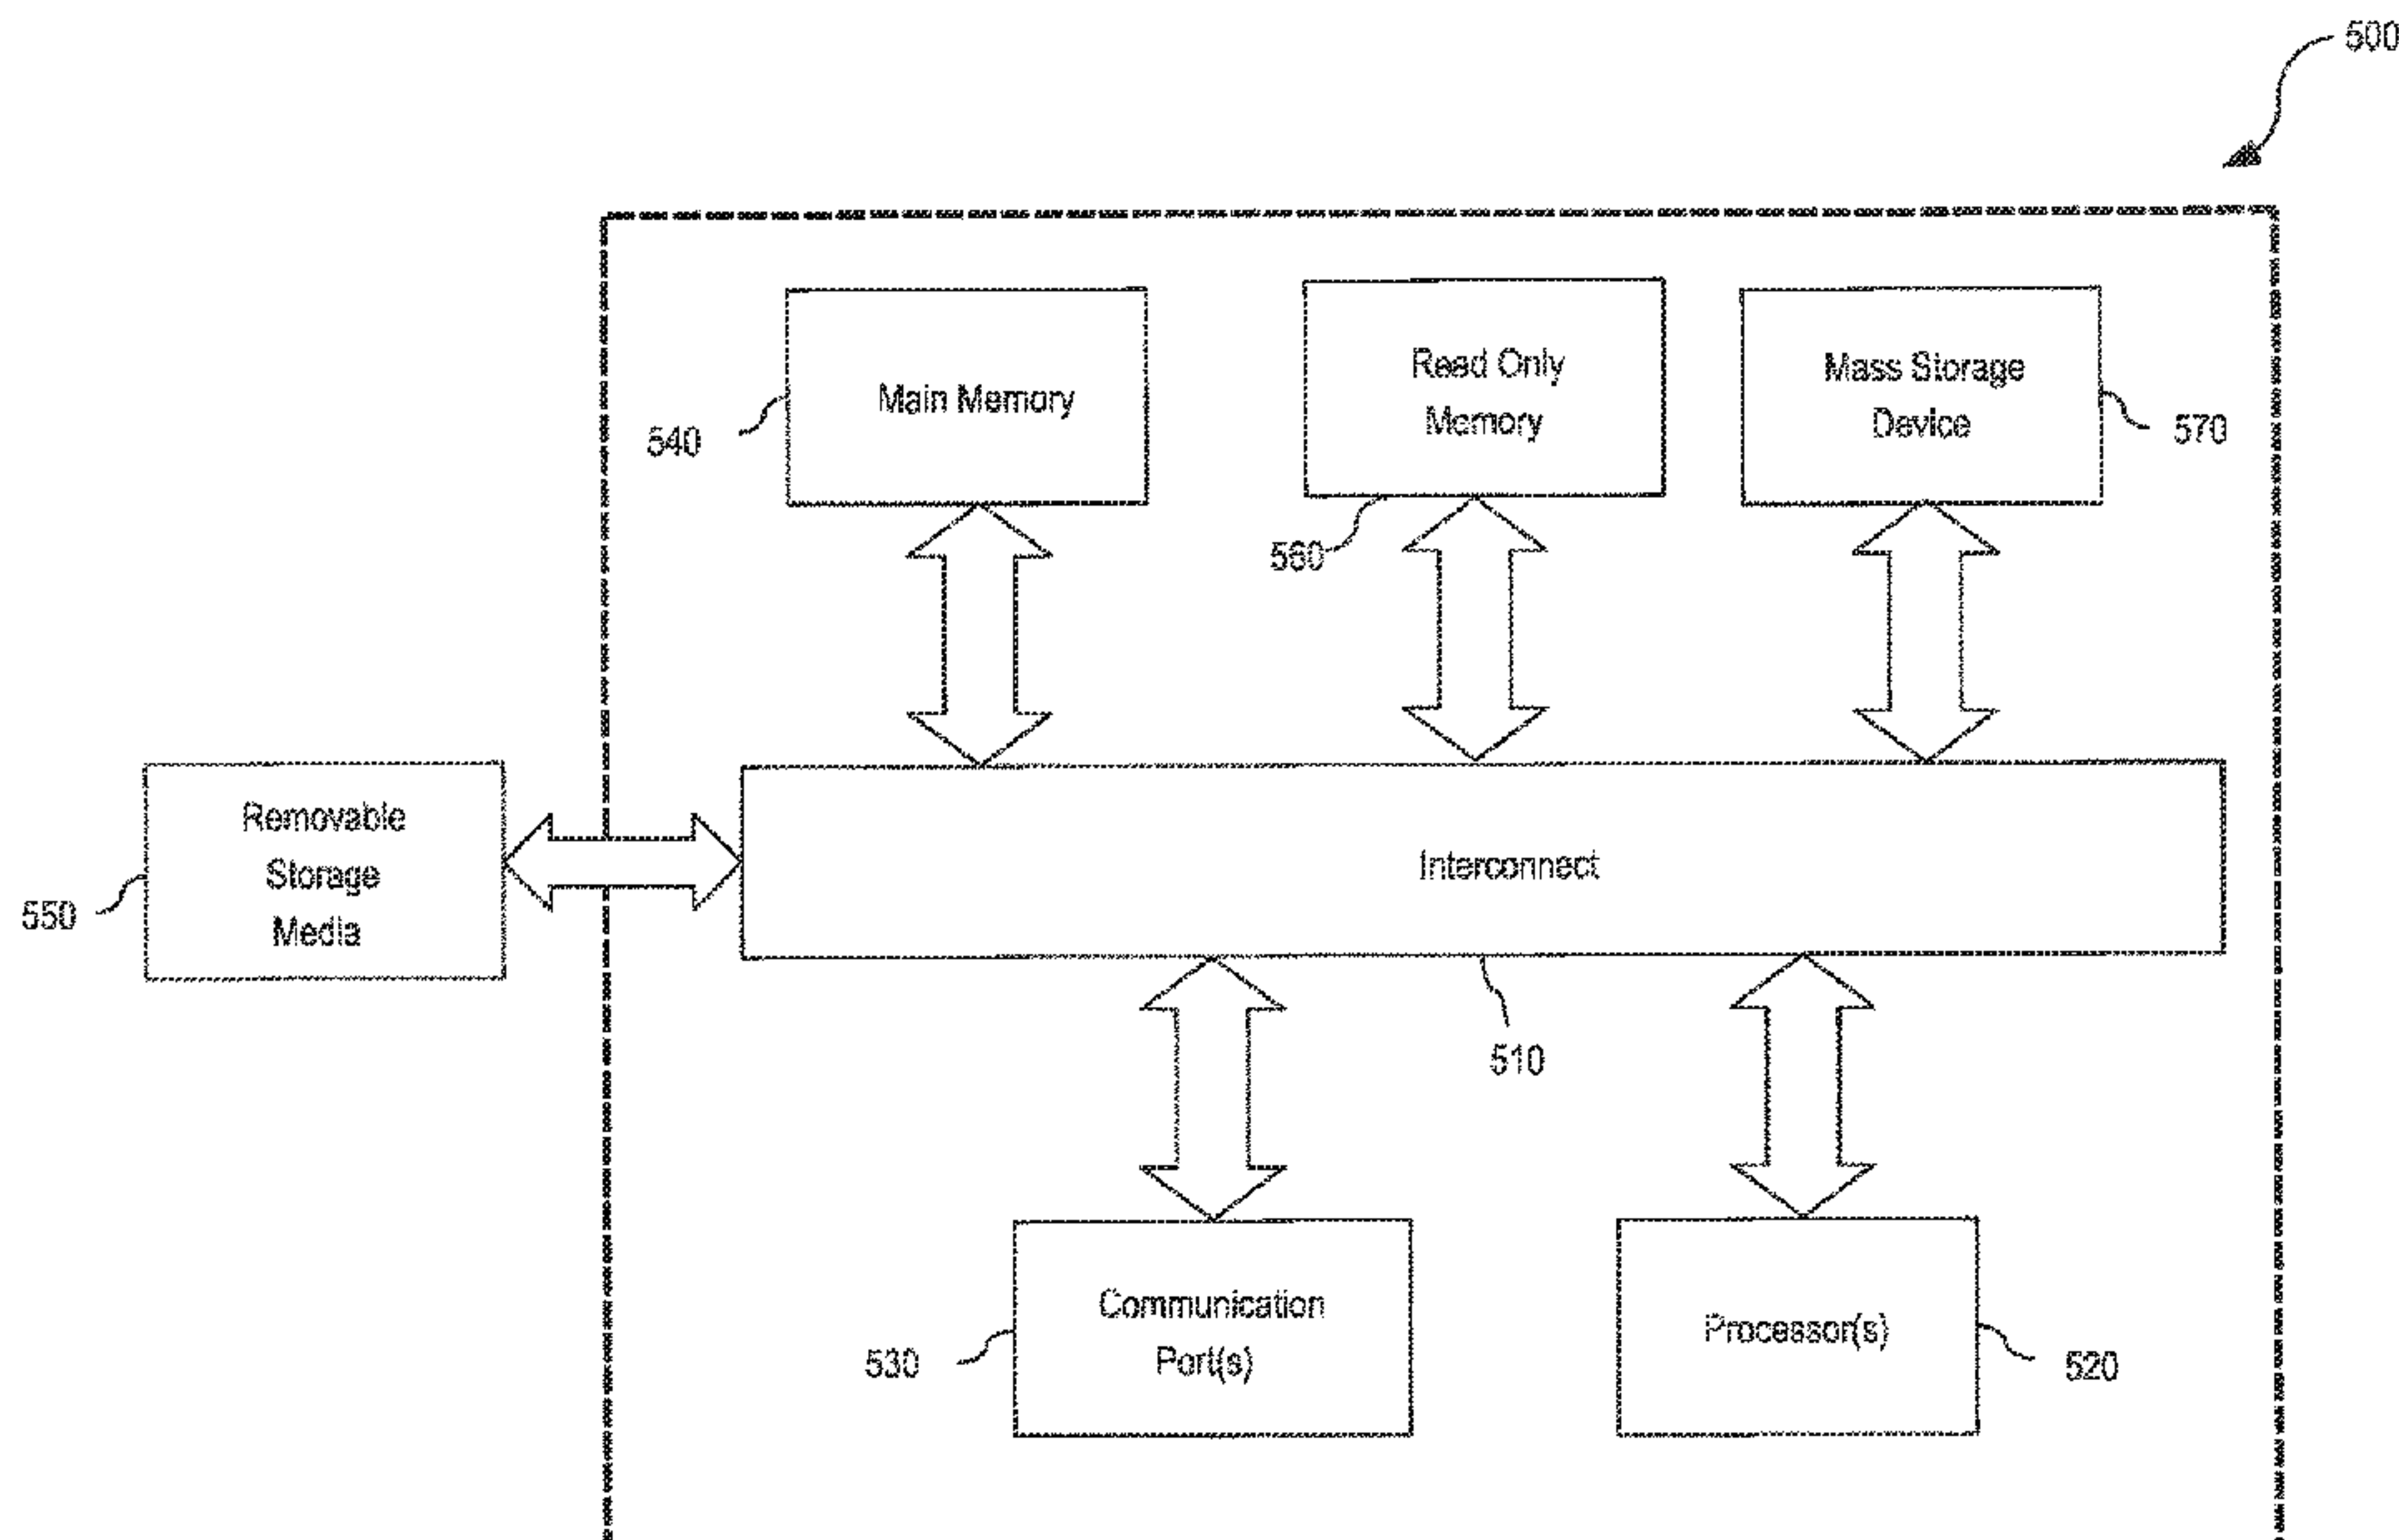 500
Main Memory
540
Read Only
Memory
560
Mass Storage
Device
570
Removable
Storage
Media
550
Interconnect
510
Communication
Port(s)
530
Processor(s)
520